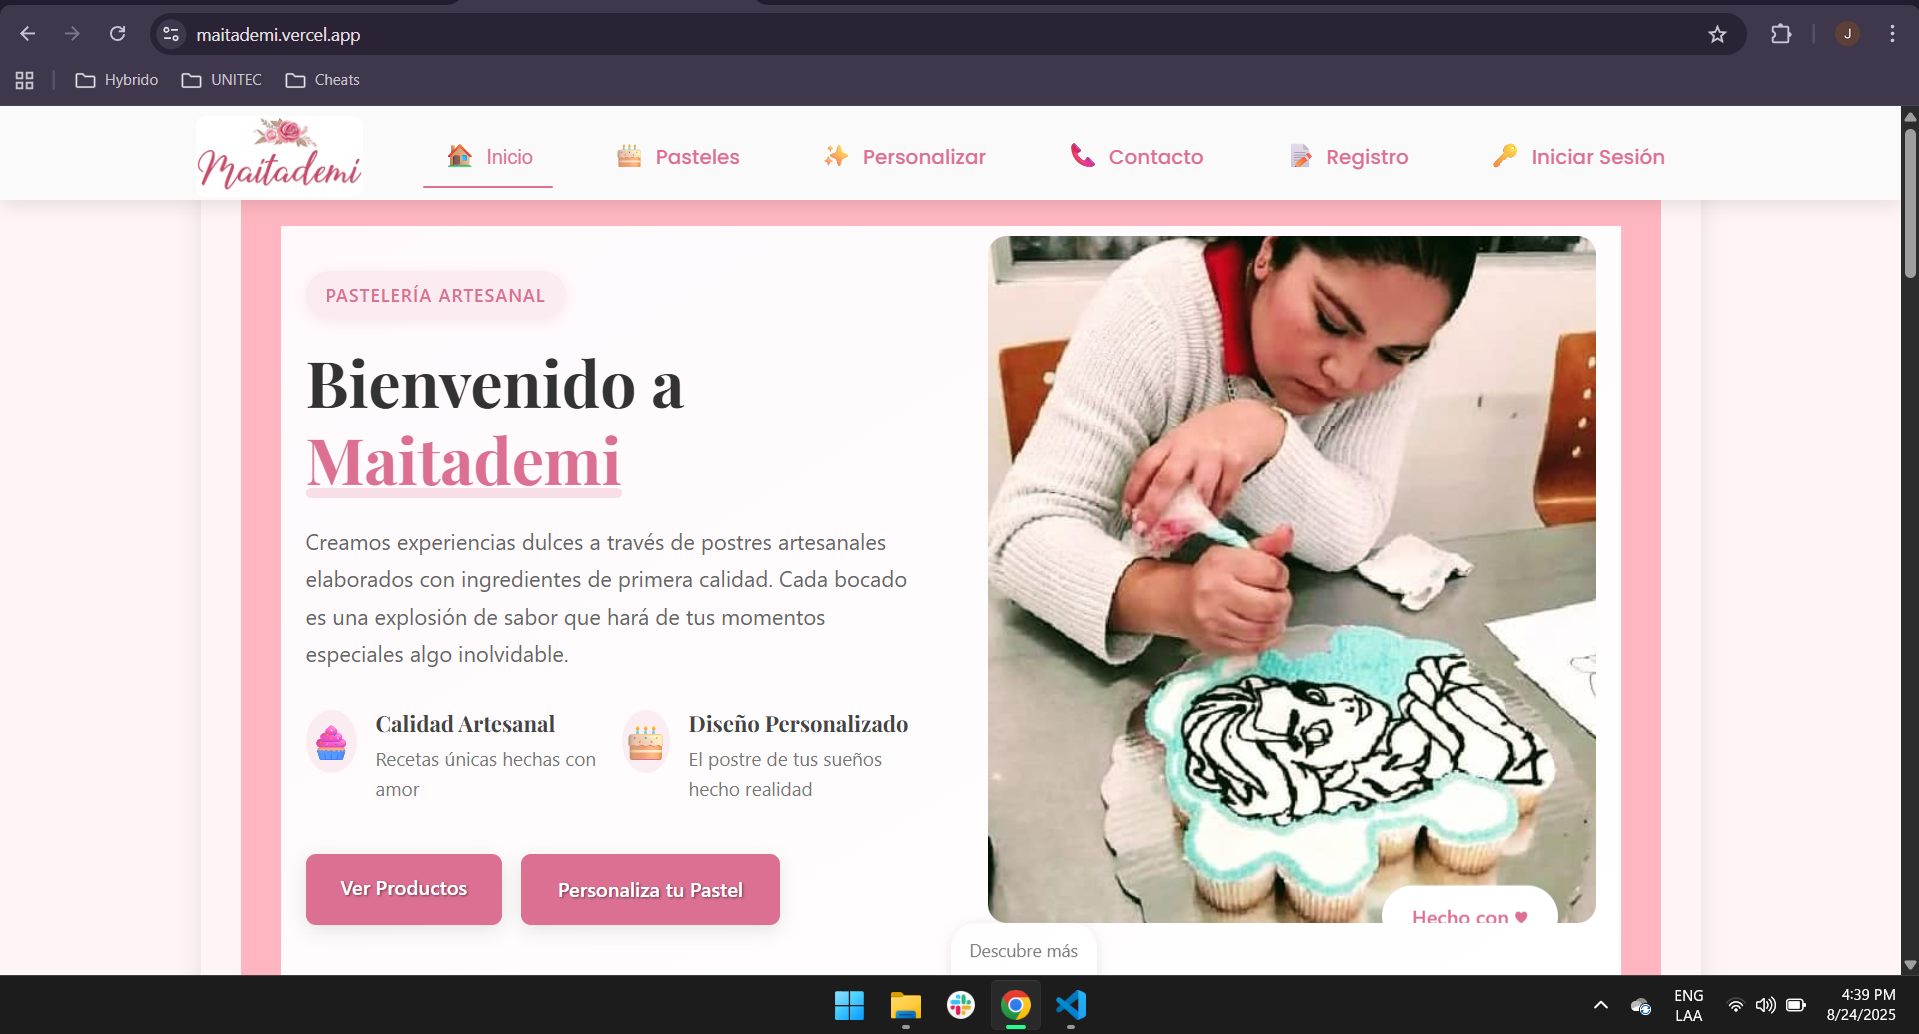 maitademi.vercel.app
J
Hybrido
UNITEC
Cheats
Maitademi
Inicio
Pasteles
Personalizar
Contacto
Registro
Iniciar Sesión
PASTELERÍA ARTESANAL
Bienvenido a
Maitademi
Creamos experiencias dulces a través de postres artesanales
elaborados con ingredientes de primera calidad. Cada bocado
es una explosión de sabor que hará de tus momentos
especiales algo inolvidable.
Calidad Artesanal
Recetas únicas hechas con
amor
Diseño Personalizado
El postre de tus sueños
hecho realidad
Ver Productos
Personaliza tu Pastel
Hecho con ♥
Descubre más
ENG
LAA
4:39 PM
8/24/2025